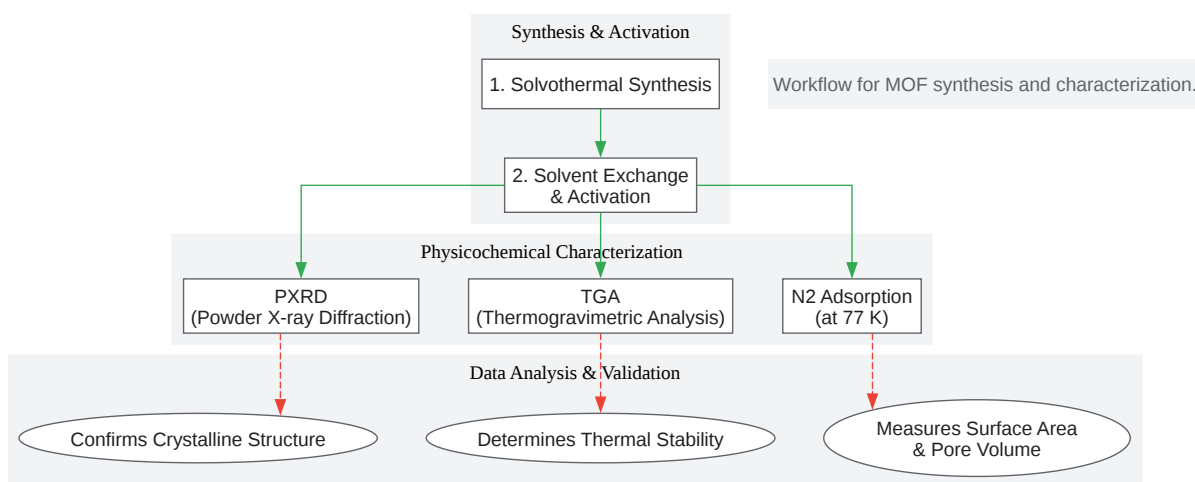 Synthesis & Activation
1. Solvothermal Synthesis
Workflow for MOF synthesis and characterization.
2. Solvent Exchange
& Activation
Physicochemical Characterization
PXRD
(Powder X-ray Diffraction)
TGA
(Thermogravimetric Analysis)
N2 Adsorption
(at 77 K)
Data Analysis & Validation
Confirms Crystalline Structure
Determines Thermal Stability
Measures Surface Area
& Pore Volume